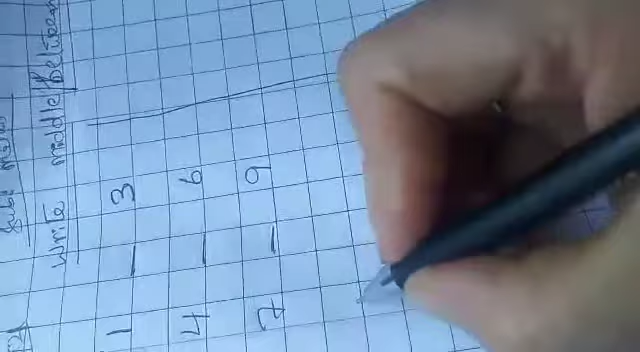 Write middle/Between
1 _ 3
4 _ 6
7 _ 9